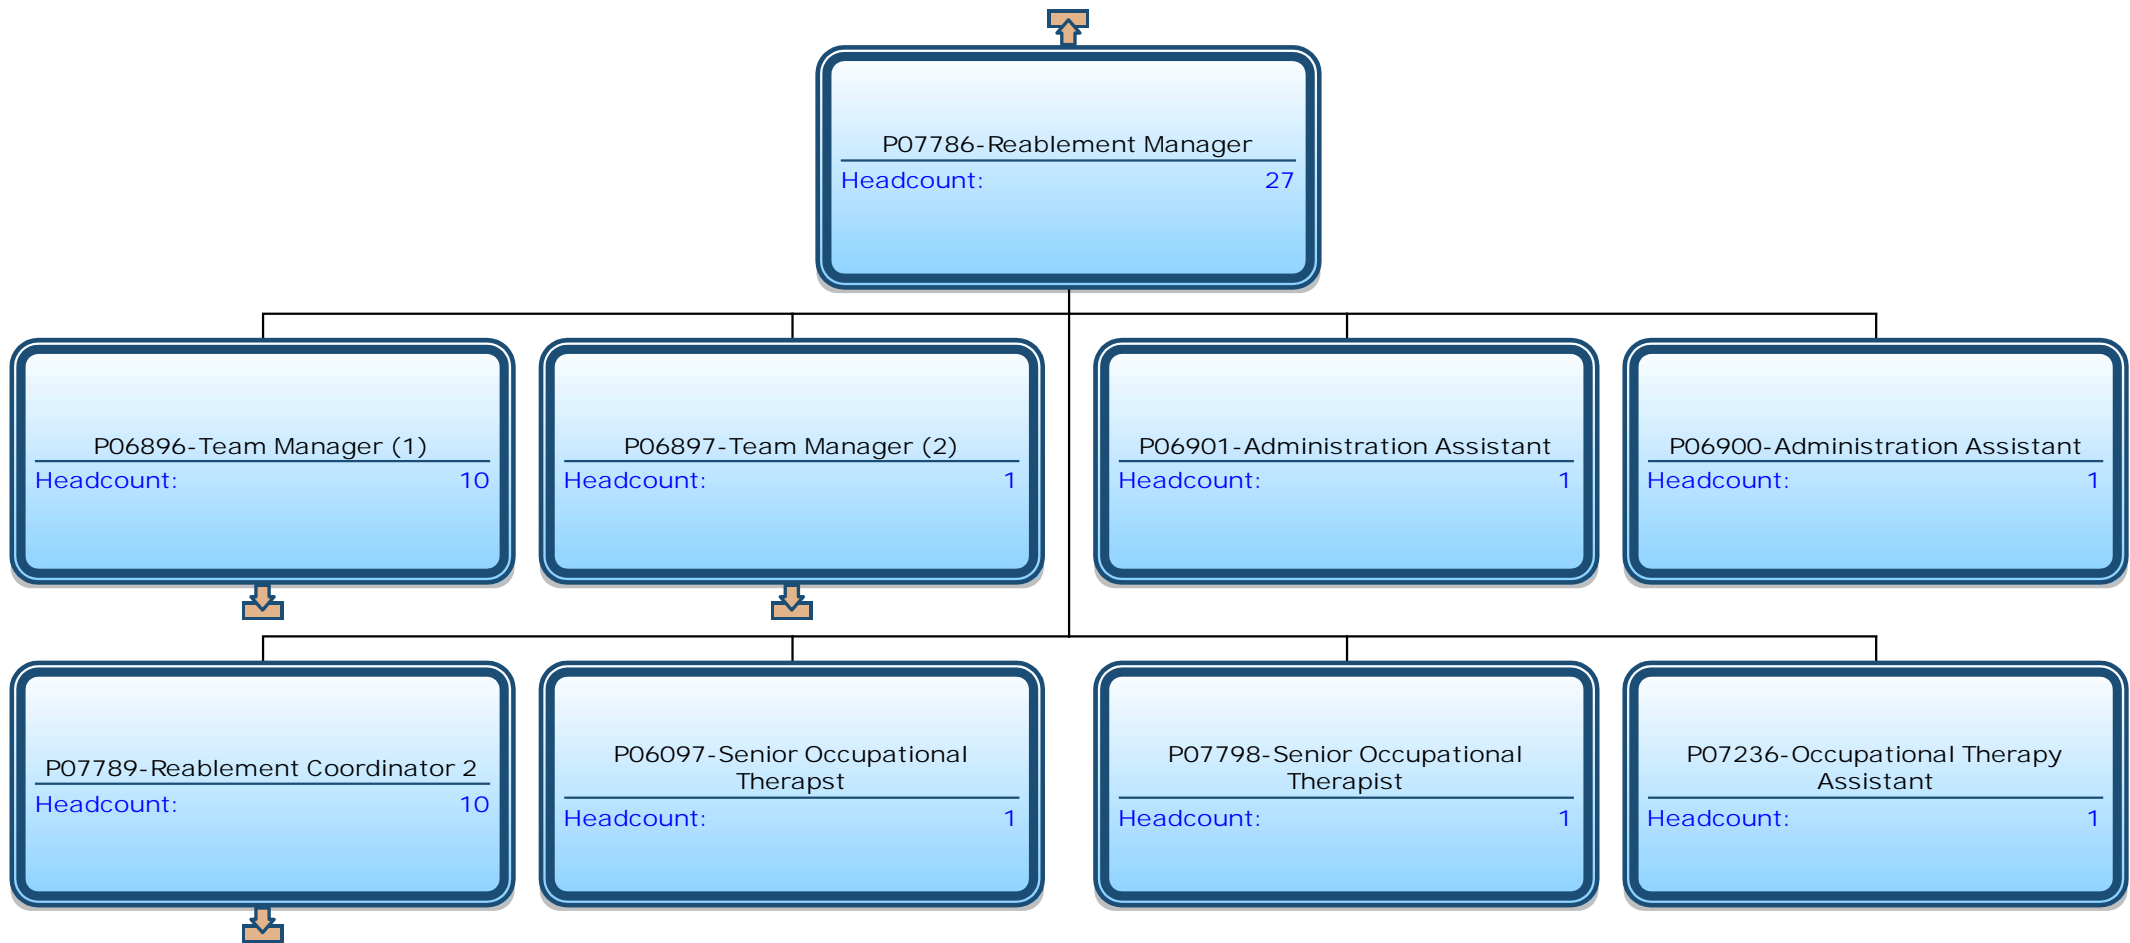 P07786-Reablement Manager
Headcount: 27
P06896-Team Manager (1)
Headcount: 10
P06897-Team Manager (2)
Headcount: 1
P06901-Administration Assistant
Headcount: 1
P06900-Administration Assistant
Headcount: 1
P07789-Reablement Coordinator 2
Headcount: 10
P06097-Senior Occupational
Therapst
Headcount: 1
P07798-Senior Occupational
Therapist
Headcount: 1
P07236-Occupational Therapy
Assistant
Headcount: 1